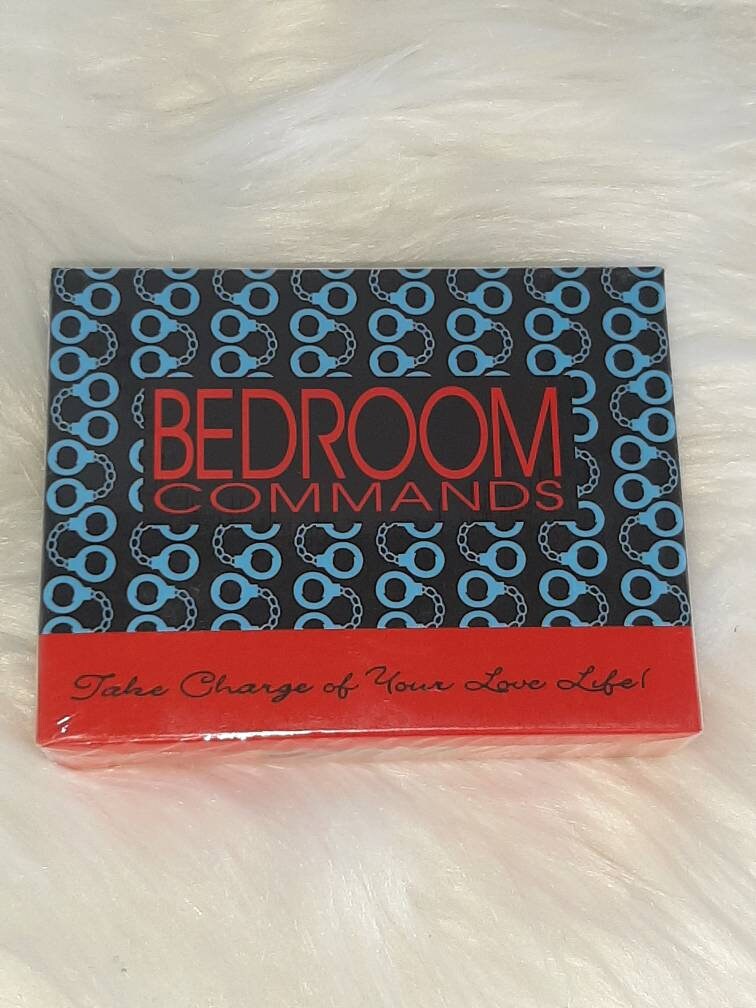 BEDROOM
COMMANDS
Take Charge of Your Love Life!